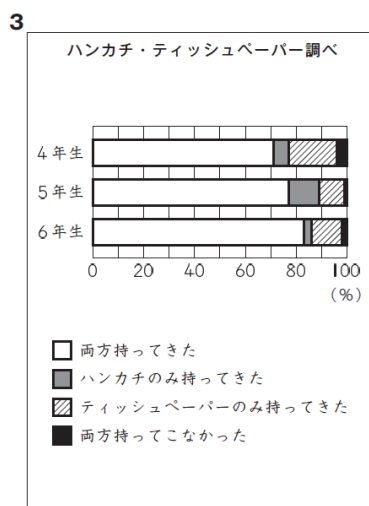 3
ハンカチ・ティッシュペーパー調べ
4年生
5年生
6年生
0 20 40 60 80 100
(%)
両方持ってきた
ハンカチのみ持ってきた
ティッシュペーパーのみ持ってきた
両方持ってこなかった